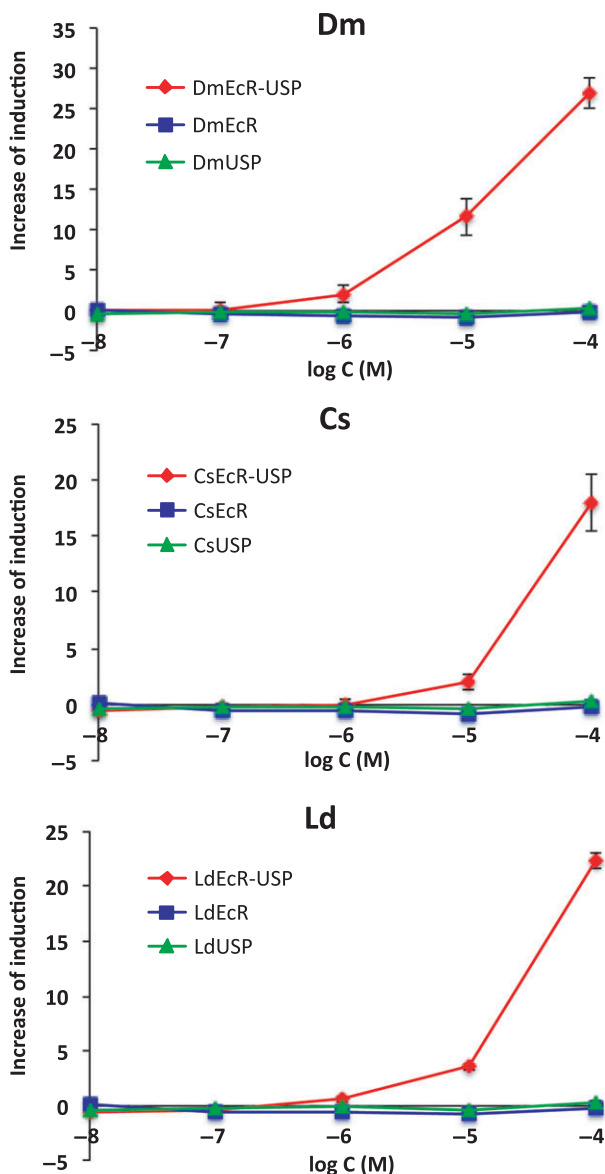 Dm
Increase of induction
35
30
25
20
15
10
5
0
–5
DmEcR-USP
DmEcR
DmUSP
–8
–7
–6
–5
–4
log C (M)
Cs
Increase of induction
25
20
15
10
5
0
–5
CsEcR-USP
CsEcR
CsUSP
–8
–7
–6
–5
–4
log C (M)
Ld
Increase of induction
25
20
15
10
5
0
–5
LdEcR-USP
LdEcR
LdUSP
–8
–7
–6
–5
–4
log C (M)